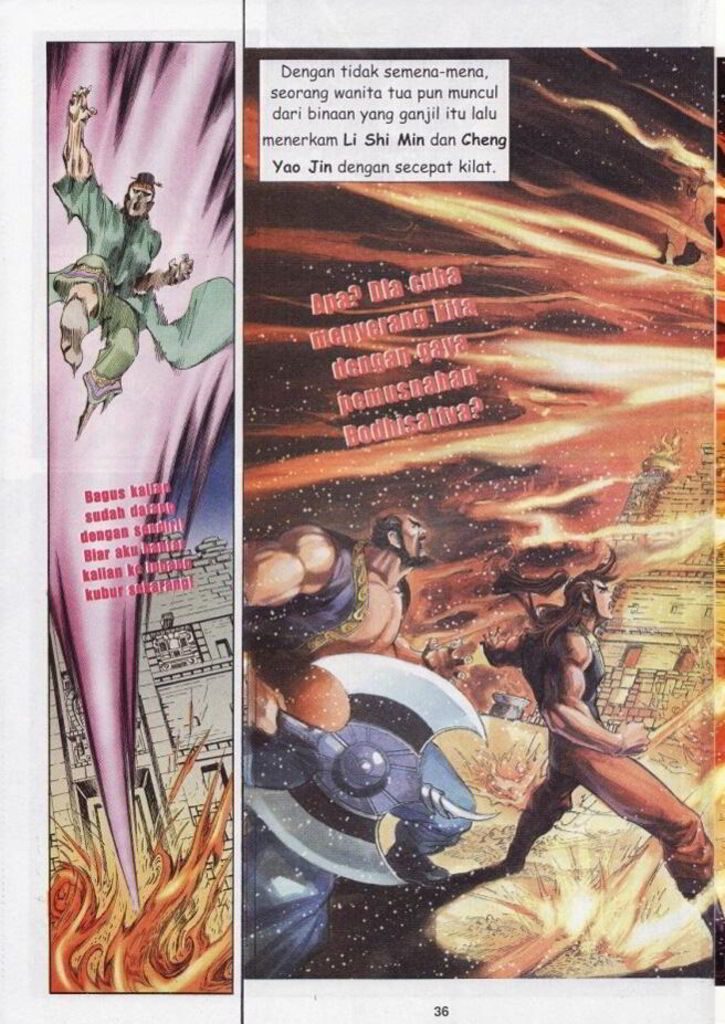 Dengan tidak semena-mena,
seorang wanita tua pun muncul
dari binaan yang ganjil itu lalu
menerkam Li Shi Min dan Cheng
Yao Jin dengan secepat kilat.
Apa? Dia cuba
menyerang kita
dengan gaya
pemusnahan
Bodhisattva?
Bagus kalian
sudah datang
dengan sendiri!
Biar aku hantar
kalian ke lubang
kubur sekarang!
36